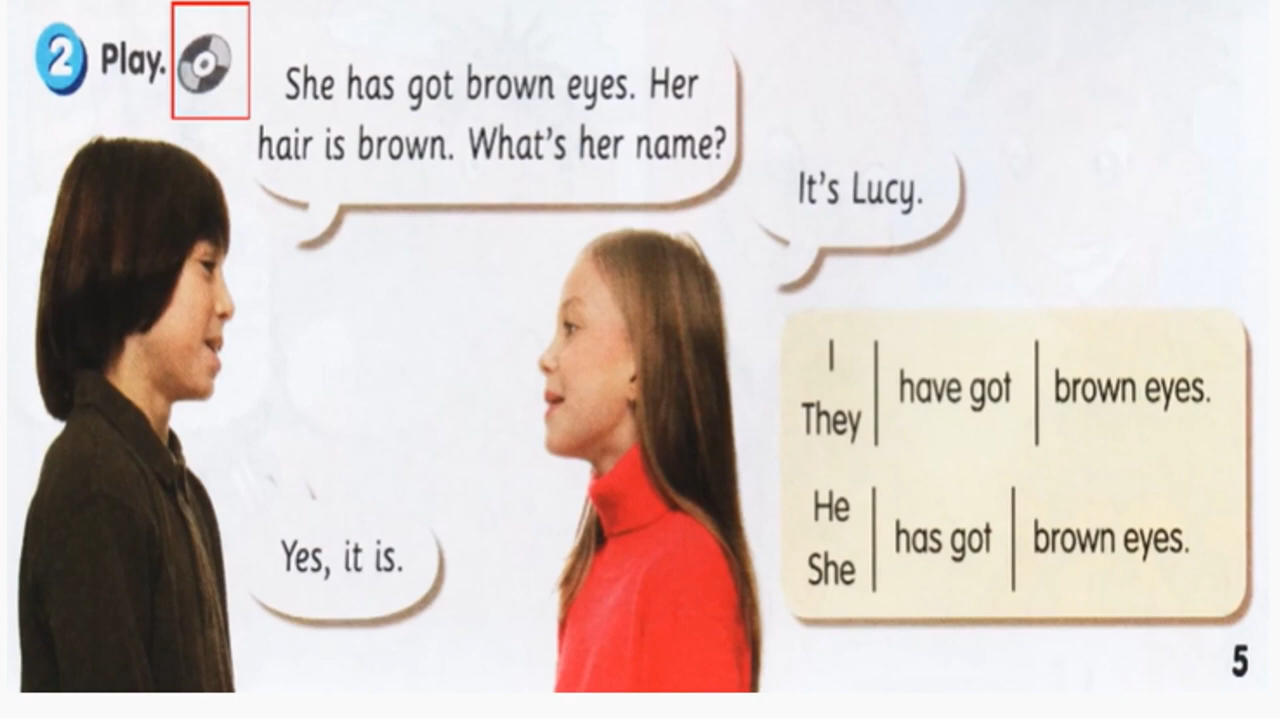 2 Play.
She has got brown eyes. Her
hair is brown. What's her name?
It's Lucy.
Yes, it is.
I
They
have got
brown eyes.
He
She
has got
brown eyes.
5